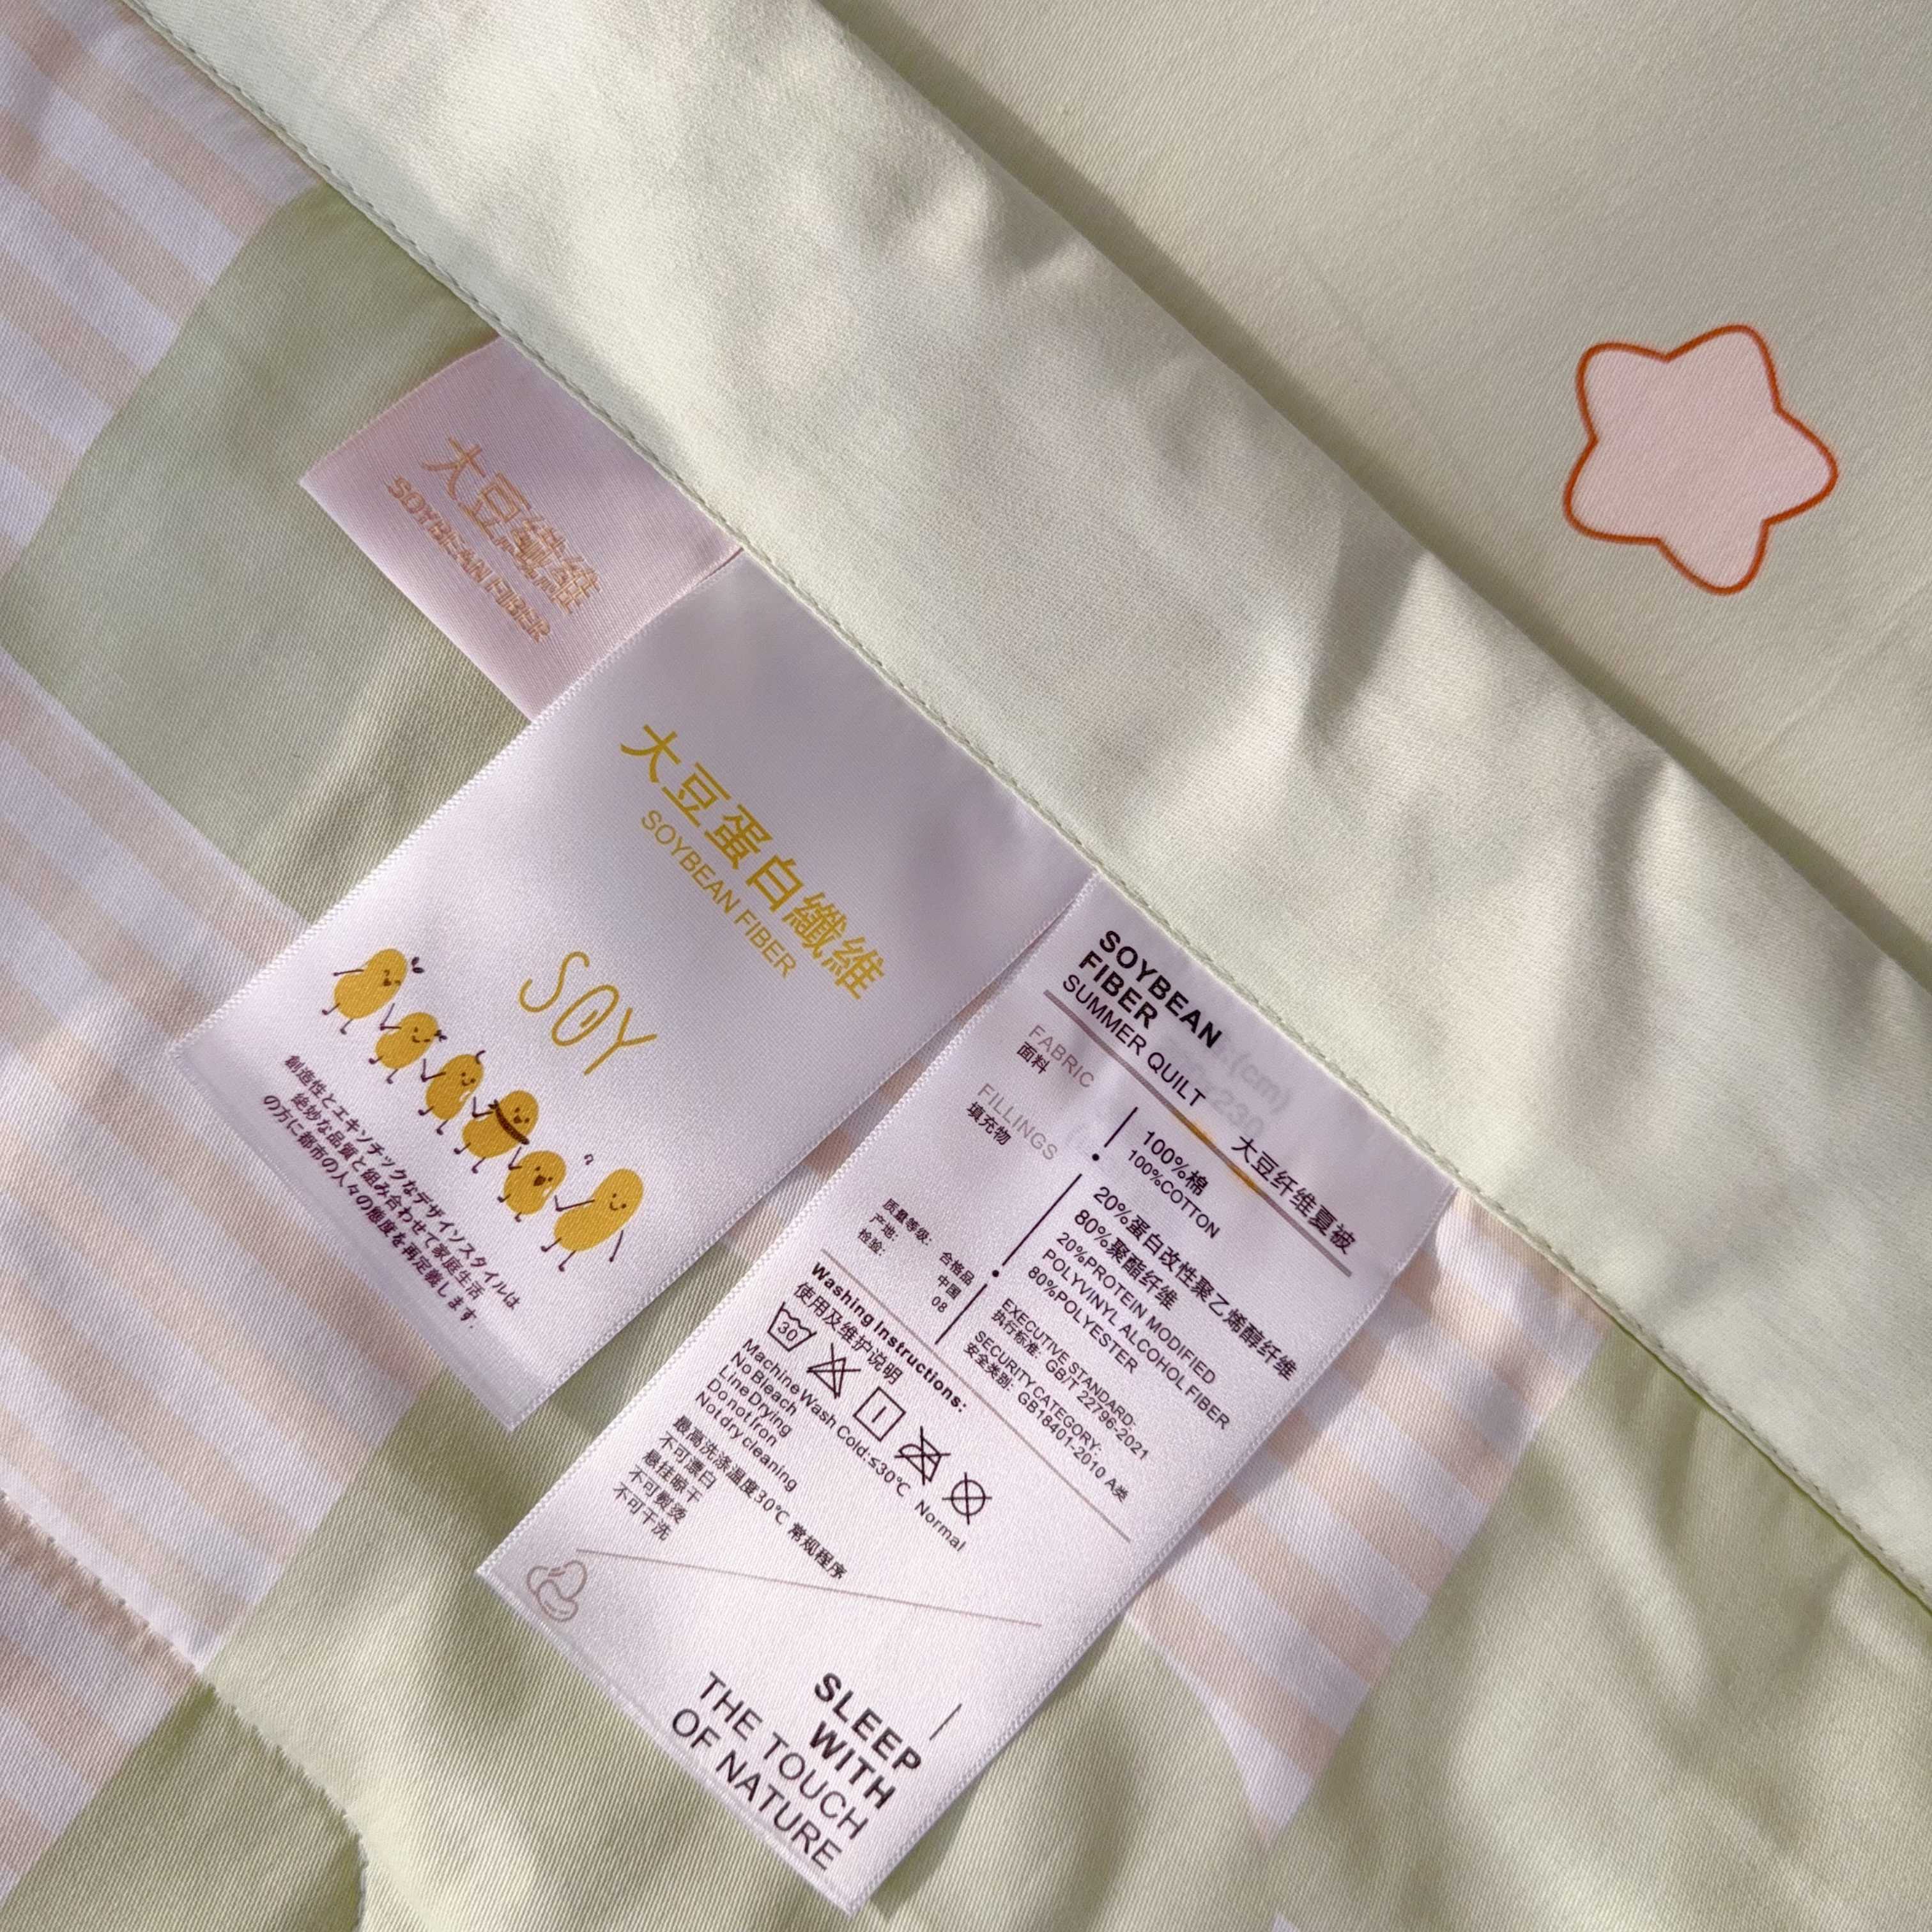 大豆纖維
SOYBEAN FIBER
大豆蛋白纖維
SOYBEAN FIBER
SOY
創造性とエキゾチックなデザインスタイルは
絶妙な品質と組み合わせて家庭生活
の方に都市の人々の態度を再定義します.
SOYBEAN
FIBER
SUMMER QUILT
大豆纤维夏被
FABRIC
面料
100%棉
100%COTTON
FILLINGS
填充物
20%蛋白改性聚乙烯醇纤维
80%聚酯纤维
20%PROTEIN MODIFIED
POLYVINYL ALCOHOL FIBER
80%POLYESTER
质量等级: 合格品
产地: 中国
检验: 08
EXECUTIVE STANDARD:
执行标准: GB/T 22796-2021
SECURITY CATEGORY:
安全类别: GB18401-2010 A类
Washing Instructions:
使用及维护说明
30
Machine Wash Cold:≤30℃ Normal
No Bleach
Line Drying
Do not Iron
Not dry cleaning
最高洗涤温度30℃ 常规程序
不可漂白
悬挂晾干
不可熨烫
不可干洗
SLEEP
WITH
THE TOUCH
OF NATURE